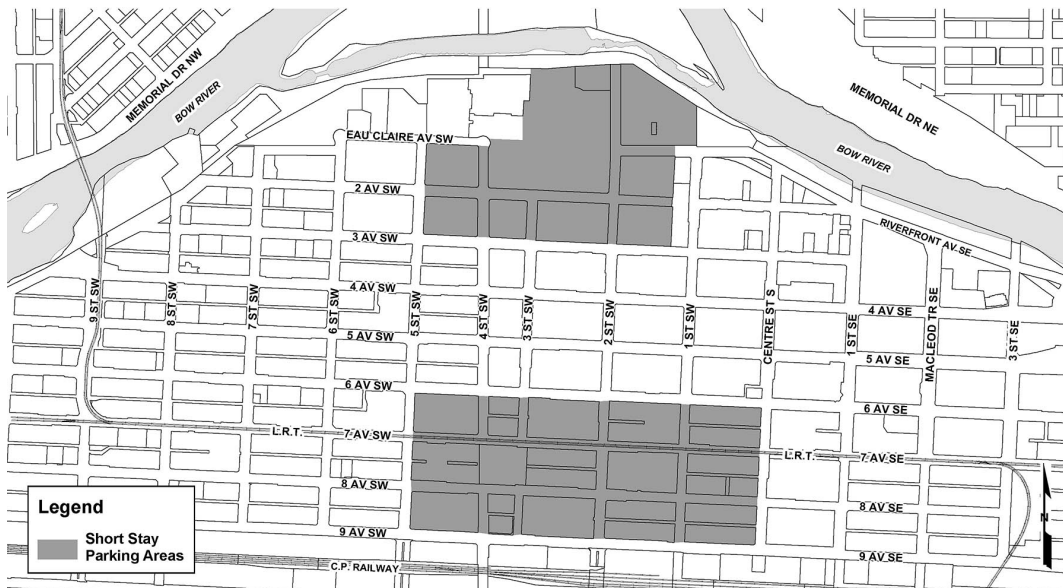 MEMORIAL DR NW
BOW RIVER
MEMORIAL DR NE
BOW RIVER
EAU CLAIRE AV SW
2 AV SW
3 AV SW
RIVERFRONT AV SE
4 AV SW
9 ST SW
8 ST SW
7 ST SW
6 ST SW
5 ST SW
4 ST SW
3 ST SW
2 ST SW
1 ST SW
CENTRE ST S
1 ST SE
MACLEOD TR SE
3 ST SE
4 AV SE
5 AV SW
5 AV SE
6 AV SW
6 AV SE
L.R.T.
7 AV SW
L.R.T.
7 AV SE
8 AV SW
8 AV SE
9 AV SW
9 AV SE
C.P. RAILWAY
N
Legend
Short Stay
Parking Areas